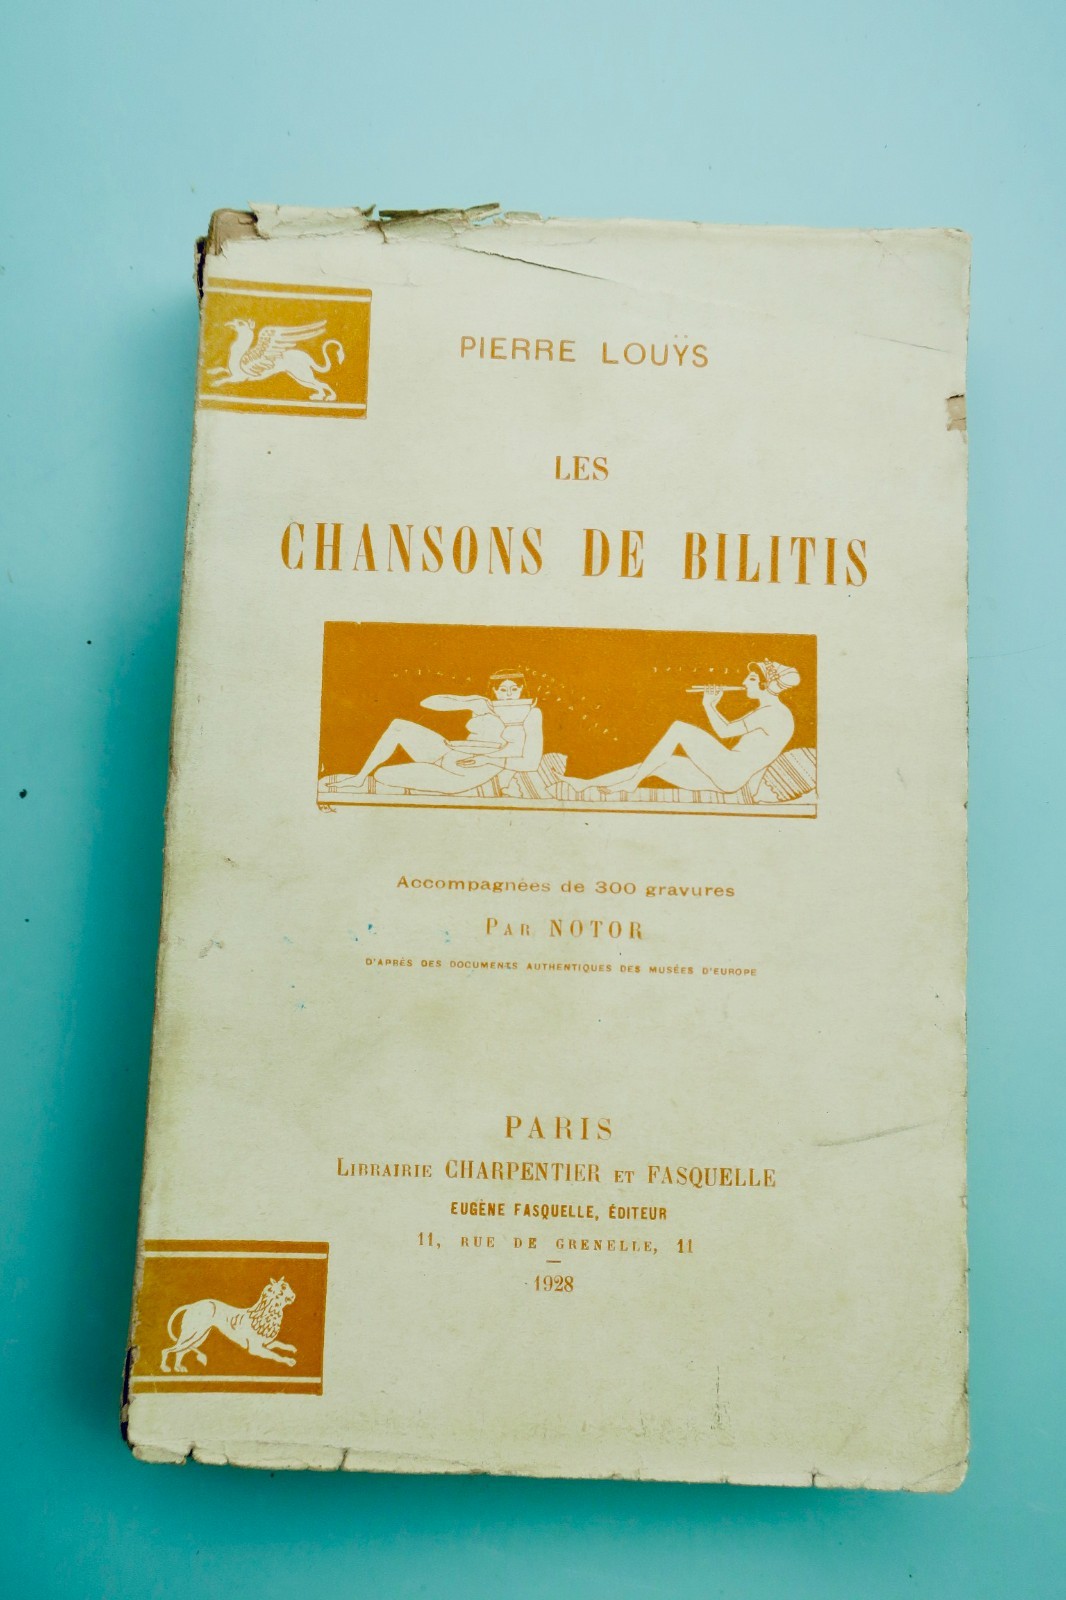 PIERRE LOUŸS
LES
CHANSONS DE BILITIS
Accompagnées de 300 gravures
PAR NOTOR
D'APRÈS DES DOCUMENTS AUTHENTIQUES DES MUSÉES D'EUROPE
PARIS
LIBRAIRIE CHARPENTIER ET FASQUELLE
EUGÈNE FASQUELLE, ÉDITEUR
11, RUE DE GRENELLE, 11
1928